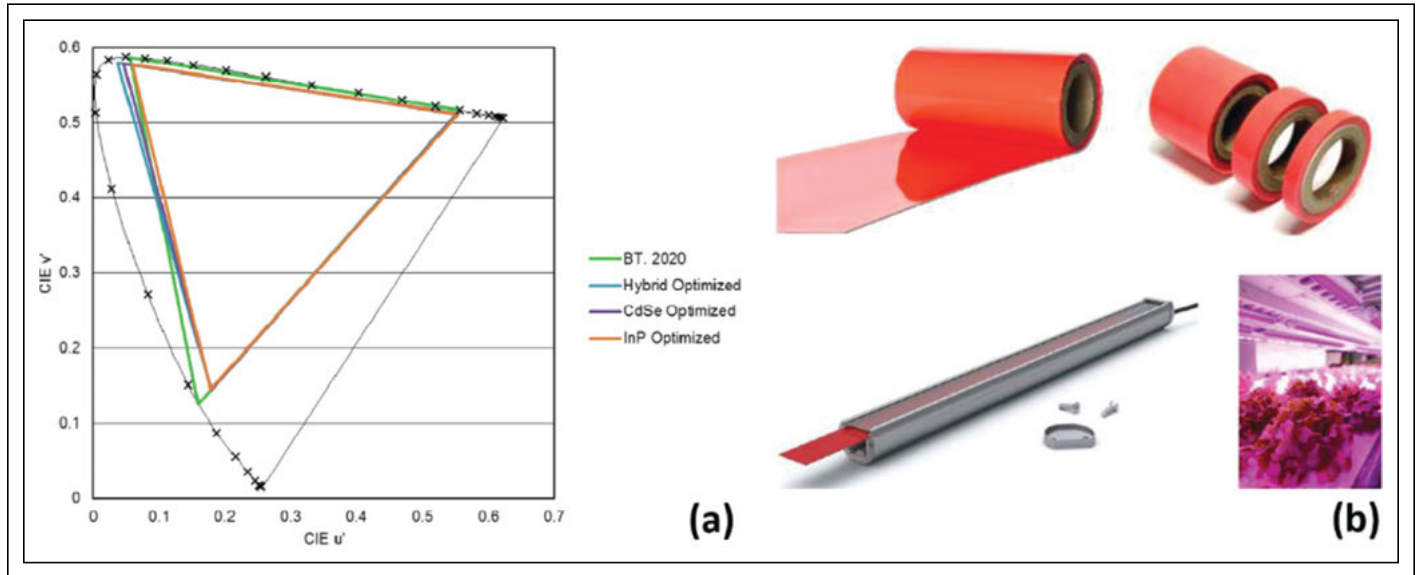 0.6
0.5
0.4
0.3
0.2
0.1
0
CIE v'
0 0.1 0.2 0.3 0.4 0.5 0.6 0.7
CIE u'
BT. 2020
Hybrid Optimized
CdSe Optimized
InP Optimized
(a)
(b)